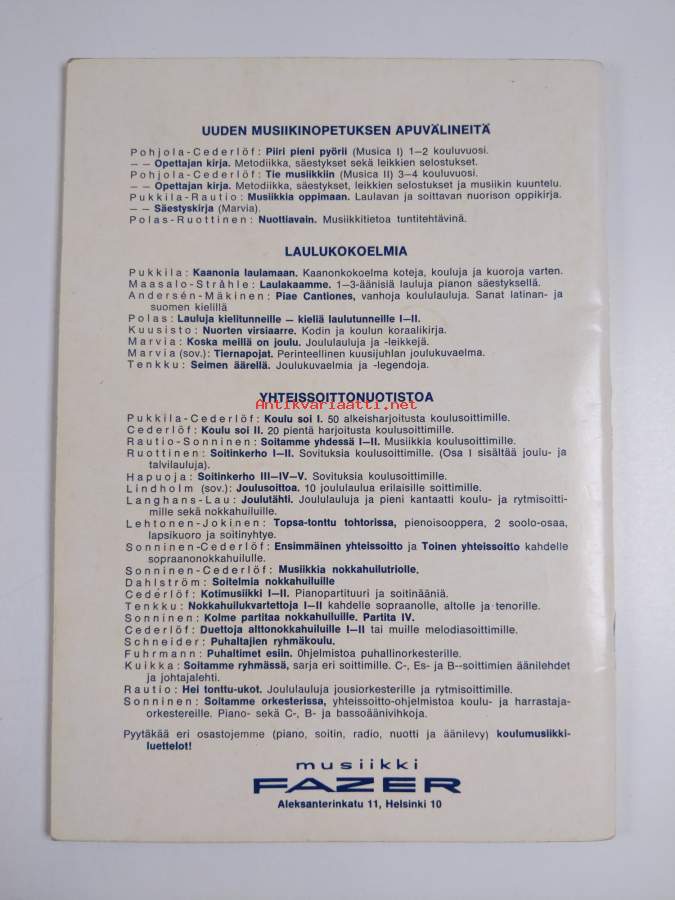 UUDEN MUSIIKINOPETUKSEN APUVÄLINEITÄ
Pohjola-Cederlöf: Piiri pieni pyörii (Musica I) 1—2 kouluvuosi.
— — Opettajan kirja. Metodiikka, säestykset sekä leikkien selostukset.
Pohjola-Cederlöf: Tie musiikkiin (Musica II) 3—4 kouluvuosi.
— — Opettajan kirja. Metodiikka, säestykset, leikkien selostukset ja musiikin kuuntelu.
Pukkila-Rautio: Musiikkia oppimaan. Laulavan ja soittavan nuorison oppikirja.
— — Säestyskirja (Marvia).
Polas-Ruottinen: Nuottiavain. Musiikkitietoa tuntitehtävinä.
LAULUKOKOELMIA
Pukkila: Kaanonia laulamaan. Kaanonkokoelma koteja, kouluja ja kuoroja varten.
Maasalo-Stråhle: Laulakaamme. 1—3-äänisiä lauluja pianon säestyksellä.
Andersén-Mäkinen: Piae Cantiones, vanhoja koululauluja. Sanat latinan- ja
suomen kielillä
Polas: Lauluja kielitunneille — kieliä laulutunneille I—II.
Kuusisto: Nuorten virsiaarre. Kodin ja koulun koraalikirja.
Marvia: Koska meillä on joulu. Joululauluja ja -leikkejä.
Marvia (sov.): Tiernapojat. Perinteellinen kuusijuhlan joulukuvaelma.
Tenkku: Seimen äärellä. Joulukuvaelmia ja -legendoja.
YHTEISSOITTONUOTISTOA
Antikvariaatti.net
Pukkila-Cederlöf: Koulu soi I. 50 alkeisharjoitusta koulusoittimille.
Cederlöf: Koulu soi II. 20 pientä harjoitusta koulusoittimille.
Rautio-Sonninen: Soitamme yhdessä I—II. Musiikkia koulusoittimille.
Ruottinen: Soitinkerho I—II. Sovituksia koulusoittimille. (Osa I sisältää joulu- ja
talvilauluja).
Hapuoja: Soitinkerho III—IV—V. Sovituksia koulusoittimille.
Lindholm (sov.): Joulusoittoa. 10 joululaulua erilaisille soittimille.
Langhans-Lau: Joulutähti. Joululauluja ja pieni kantaatti koulu- ja rytmisoitti-
mille sekä nokkahuiluille.
Lehtonen-Jokinen: Topsa-tonttu tohtorissa, pienoisooppera, 2 soolo-osaa,
lapsikuoro ja soitinyhtye.
Sonninen-Cederlöf: Ensimmäinen yhteissoitto ja Toinen yhteissoitto kahdelle
sopraanonokkahuilulle.
Sonninen-Cederlöf: Musiikkia nokkahuilutriolle.
Dahlström: Soitelmia nokkahuiluille
Cederlöf: Kotimusiikki I—II. Pianopartituuri ja soitinääniä.
Tenkku: Nokkahuilukvartettoja I—II kahdelle sopraanolle, altolle ja tenorille.
Sonninen: Kolme partitaa nokkahuiluille. Partita IV.
Cederlöf: Duettoja alttonokkahuiluille I—II tai muille melodiasoittimille.
Schneider: Puhaltajien ryhmäkoulu.
Fuhrmann: Puhaltimet esiin. Ohjelmistoa puhallinorkesterille.
Kuikka: Soitamme ryhmässä, sarja eri soittimille. C-, Es- ja B--soittimien äänilehdet
ja johtajalehti.
Rautio: Hei tonttu-ukot. Joululauluja jousiorkesterille ja rytmisoittimille.
Sonninen: Soitamme orkesterissa, yhteissoitto-ohjelmistoa koulu- ja harrastaja-
orkestereille. Piano- sekä C-, B- ja bassoäänivihkoja.
Pyytäkää eri osastojemme (piano, soitin, radio, nuotti ja äänilevy) koulumusiikki-
luettelot!
musiikki
FAZER
Aleksanterinkatu 11, Helsinki 10